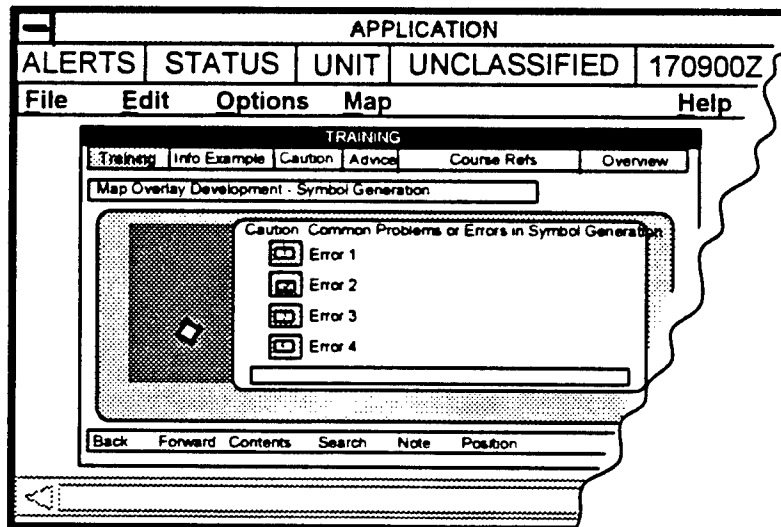 APPLICATION
ALERTS STATUS UNIT UNCLASSIFIED 170900Z
File Edit Options Map Help
TRAINING
Training Info Example Caution Advice Course Refs Overview
Map Overlay Development - Symbol Generation
Caution Common Problems or Errors in Symbol Generation
Error 1
Error 2
Error 3
Error 4
Back Forward Contents Search Note Position